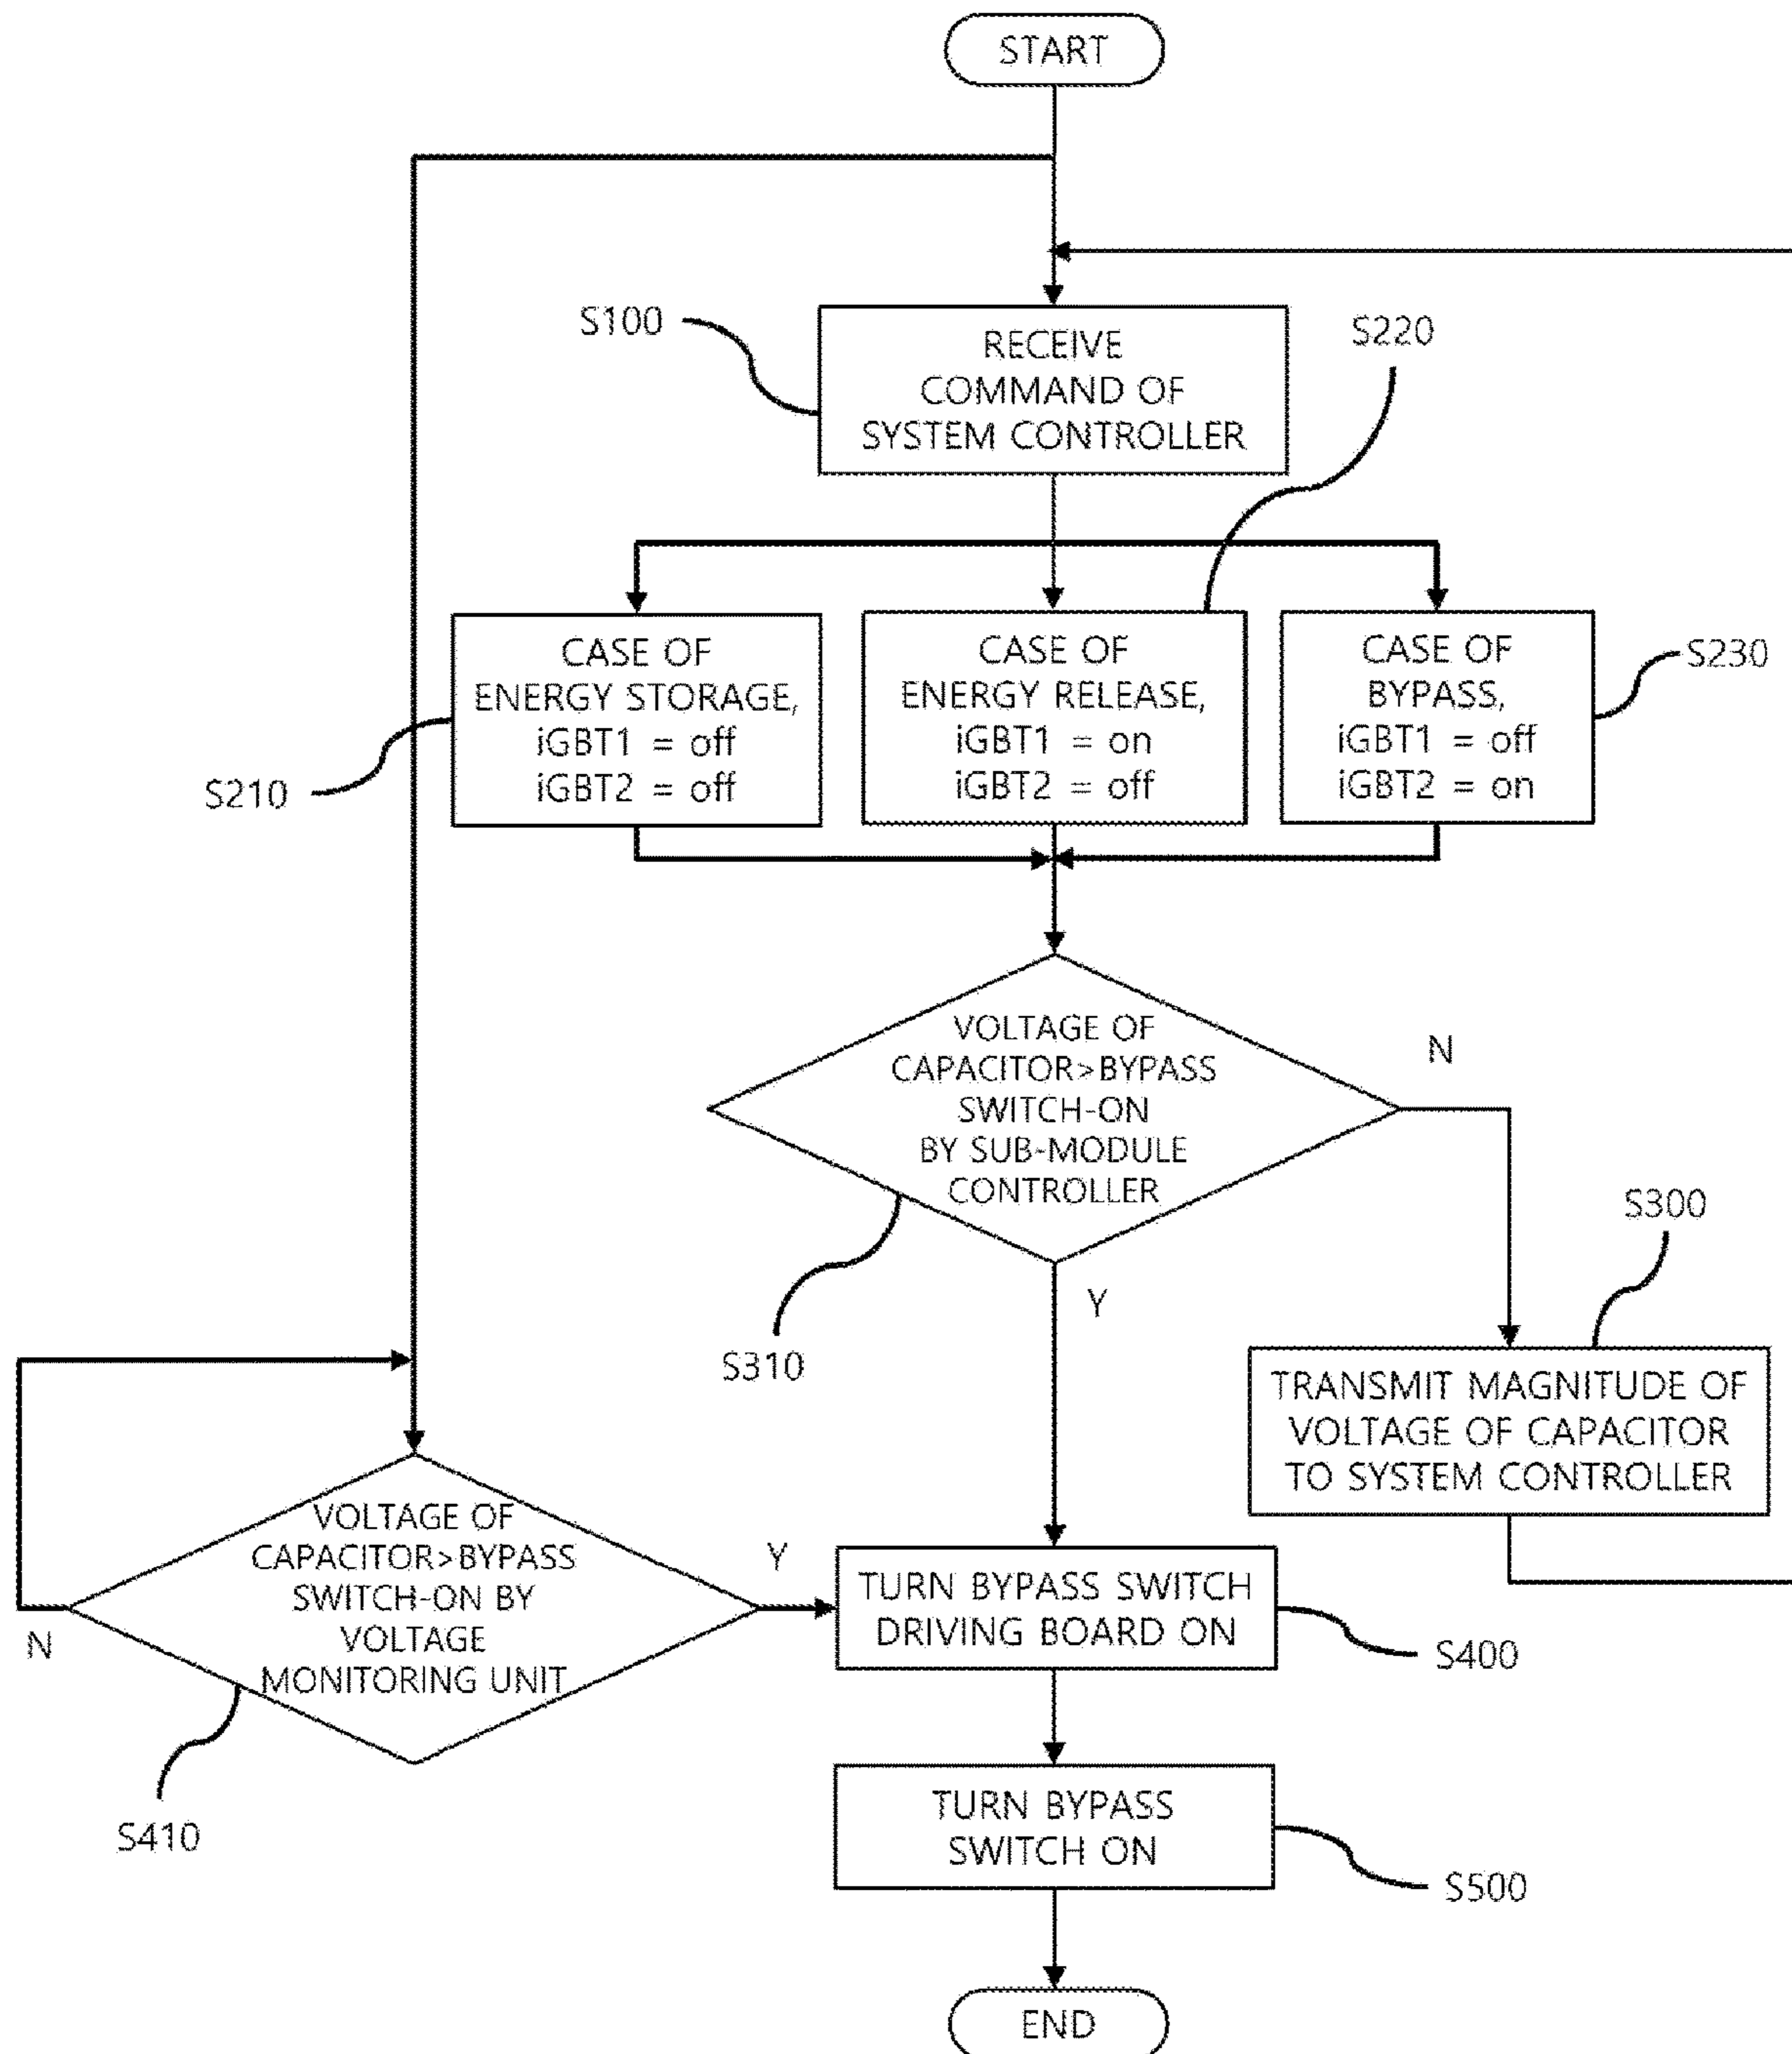 START
S100
RECEIVE
COMMAND OF
SYSTEM CONTROLLER
S220
CASE OF
ENERGY STORAGE,
iGBT1 = off
iGBT2 = off
S210
CASE OF
ENERGY RELEASE,
iGBT1 = on
iGBT2 = off
CASE OF
BYPASS,
iGBT1 = off
iGBT2 = on
S230
VOLTAGE OF
CAPACITOR>BYPASS
SWITCH-ON
BY SUB-MODULE
CONTROLLER
N
Y
S310
S300
TRANSMIT MAGNITUDE OF
VOLTAGE OF CAPACITOR
TO SYSTEM CONTROLLER
VOLTAGE OF
CAPACITOR>BYPASS
SWITCH-ON BY
VOLTAGE
MONITORING UNIT
Y
N
S410
TURN BYPASS SWITCH
DRIVING BOARD ON
S400
TURN BYPASS
SWITCH ON
S500
END